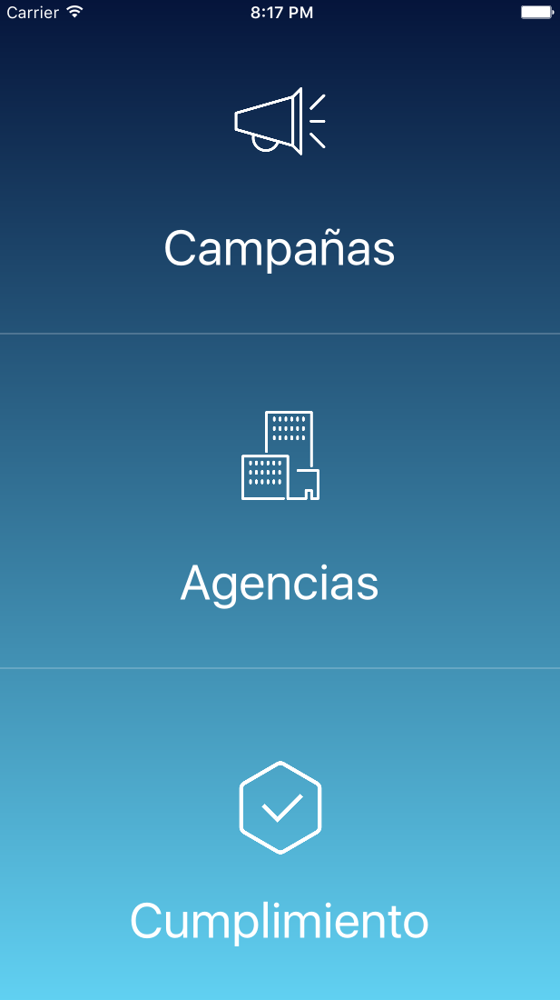 Carrier 8:17 PM
Campañas
Agencias
Cumplimiento